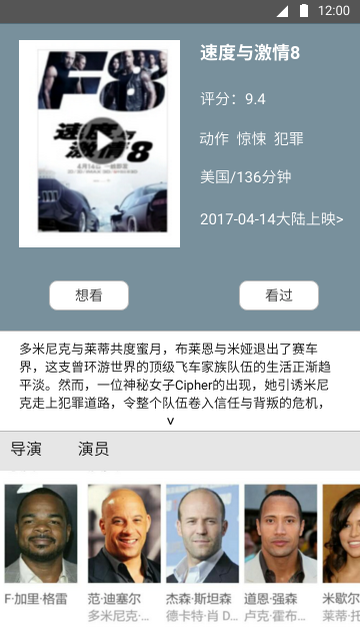 12:00
F8
速度与
激情8
4月14日
速度与激情8
评分：9.4
动作 惊悚 犯罪
美国/136分钟
2017-04-14大陆上映>
想看
看过
多米尼克与莱蒂共度蜜月，布莱恩与米娅退出了赛车
界，这支曾环游世界的顶级飞车家族队伍的生活正渐趋
平淡。然而，一位神秘女子Cipher的出现，她引诱米尼
克走上犯罪道路，令整个队伍卷入信任与背叛的危机，
导演 演员
F·加里·格雷
范·迪塞尔
杰森·斯坦森
道恩·强森
米歇尔
多米尼克·...
德卡特·肖 D...
卢克·霍布...
莱蒂·托